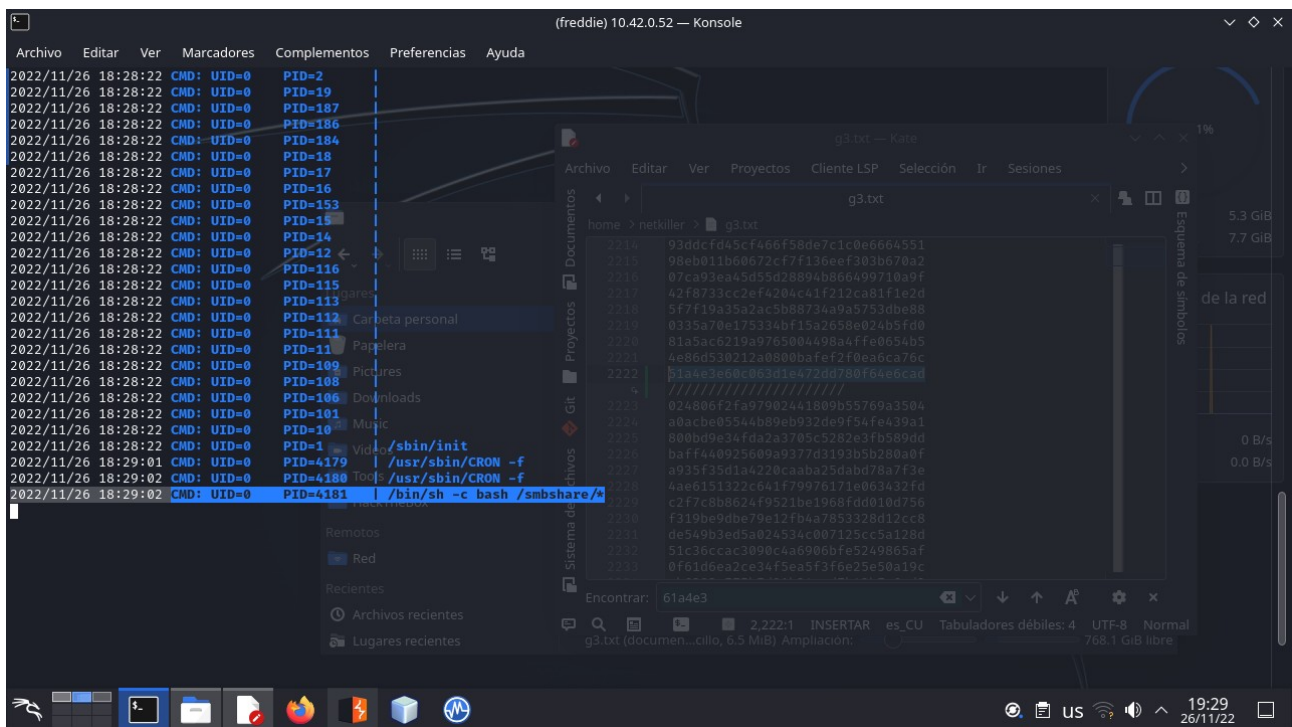 (freddie) 10.42.0.52 — Konsole
Archivo Editar Ver Marcadores Complementos Preferencias Ayuda
2022/11/26 18:28:22 CMD: UID=0 PID=2 |
2022/11/26 18:28:22 CMD: UID=0 PID=19 |
2022/11/26 18:28:22 CMD: UID=0 PID=187 |
2022/11/26 18:28:22 CMD: UID=0 PID=186 |
2022/11/26 18:28:22 CMD: UID=0 PID=184 |
2022/11/26 18:28:22 CMD: UID=0 PID=18 |
2022/11/26 18:28:22 CMD: UID=0 PID=17 |
2022/11/26 18:28:22 CMD: UID=0 PID=16 |
2022/11/26 18:28:22 CMD: UID=0 PID=153 |
2022/11/26 18:28:22 CMD: UID=0 PID=15 |
2022/11/26 18:28:22 CMD: UID=0 PID=14 |
2022/11/26 18:28:22 CMD: UID=0 PID=12 |
2022/11/26 18:28:22 CMD: UID=0 PID=116 |
2022/11/26 18:28:22 CMD: UID=0 PID=115 |
2022/11/26 18:28:22 CMD: UID=0 PID=113 |
2022/11/26 18:28:22 CMD: UID=0 PID=112 |
2022/11/26 18:28:22 CMD: UID=0 PID=111 |
2022/11/26 18:28:22 CMD: UID=0 PID=11 |
2022/11/26 18:28:22 CMD: UID=0 PID=109 |
2022/11/26 18:28:22 CMD: UID=0 PID=108 |
2022/11/26 18:28:22 CMD: UID=0 PID=106 |
2022/11/26 18:28:22 CMD: UID=0 PID=101 |
2022/11/26 18:28:22 CMD: UID=0 PID=10 |
2022/11/26 18:28:22 CMD: UID=0 PID=1 | /sbin/init
2022/11/26 18:29:01 CMD: UID=0 PID=4179 | /usr/sbin/CRON -f
2022/11/26 18:29:02 CMD: UID=0 PID=4180 | /usr/sbin/CRON -f
2022/11/26 18:29:02 CMD: UID=0 PID=4181 | /bin/sh -c bash /smbshare/*
Lugares
Carpeta personal
Papelera
Pictures
Downloads
Music
Videos
Tools
HackTheBox
Remotos
Red
Recientes
Archivos recientes
Lugares recientes
g3.txt — Kate
Archivo Editar Ver Proyectos Cliente LSP Selección Ir Sesiones
g3.txt
home > netkiller > g3.txt
Documentos
Proyectos
Git
Sistema de archivos
Esquema de símbolos
2214 93ddcfd45cf466f58de7c1c0e6664551
2215 98eb011b60672cf7f136eef303b670a2
2216 07ca93ea45d55d28894b866499710a9f
2217 42f8733cc2ef4204c41f212ca81f1e2d
2218 5f7f19a35a2ac5b88734a9a5753dbe88
2219 0335a70e175334bf15a2658e024b5fd0
2220 81a5ac6219a9765004498a4ffe0654b5
2221 4e86d530212a0800bafef2f0ea6ca76c
2222 61a4e3e60c063d1e472dd780f64e6cad
///////////////////////
2223 024806f2fa97902441809b55769a3504
2224 a0acbe05544b89eb932de9f54fe439a1
2225 800bd9e34fda2a3705c5282e3fb589dd
2226 baff440925609a9377d3193b5b280a0f
2227 a935f35d1a4220caaba25dabd78a7f3e
2228 4ae6151322c641f79976171e063432fd
2229 c2f7c8b8624f9521be1968fdd010d756
2230 f319be9dbe79e12fb4a7853328d12cc8
2231 de549b3ed5a024534c007125cc5a128d
2232 51c36ccac3090c4a6906bfe5249865af
2233 0f61d6ea2ce34f5ea5f3f6e25e50a19c
Encontrar: 61a4e3
2,222:1 INSERTAR es_CU Tabuladores débiles: 4 UTF-8 Normal
g3.txt (documen...cillo, 6.5 MiB) Ampliación:
768.1 GiB libre
1%
5.3 GiB
7.7 GiB
de la red
0 B/s
0.0 B/s
us
19:29
26/11/22